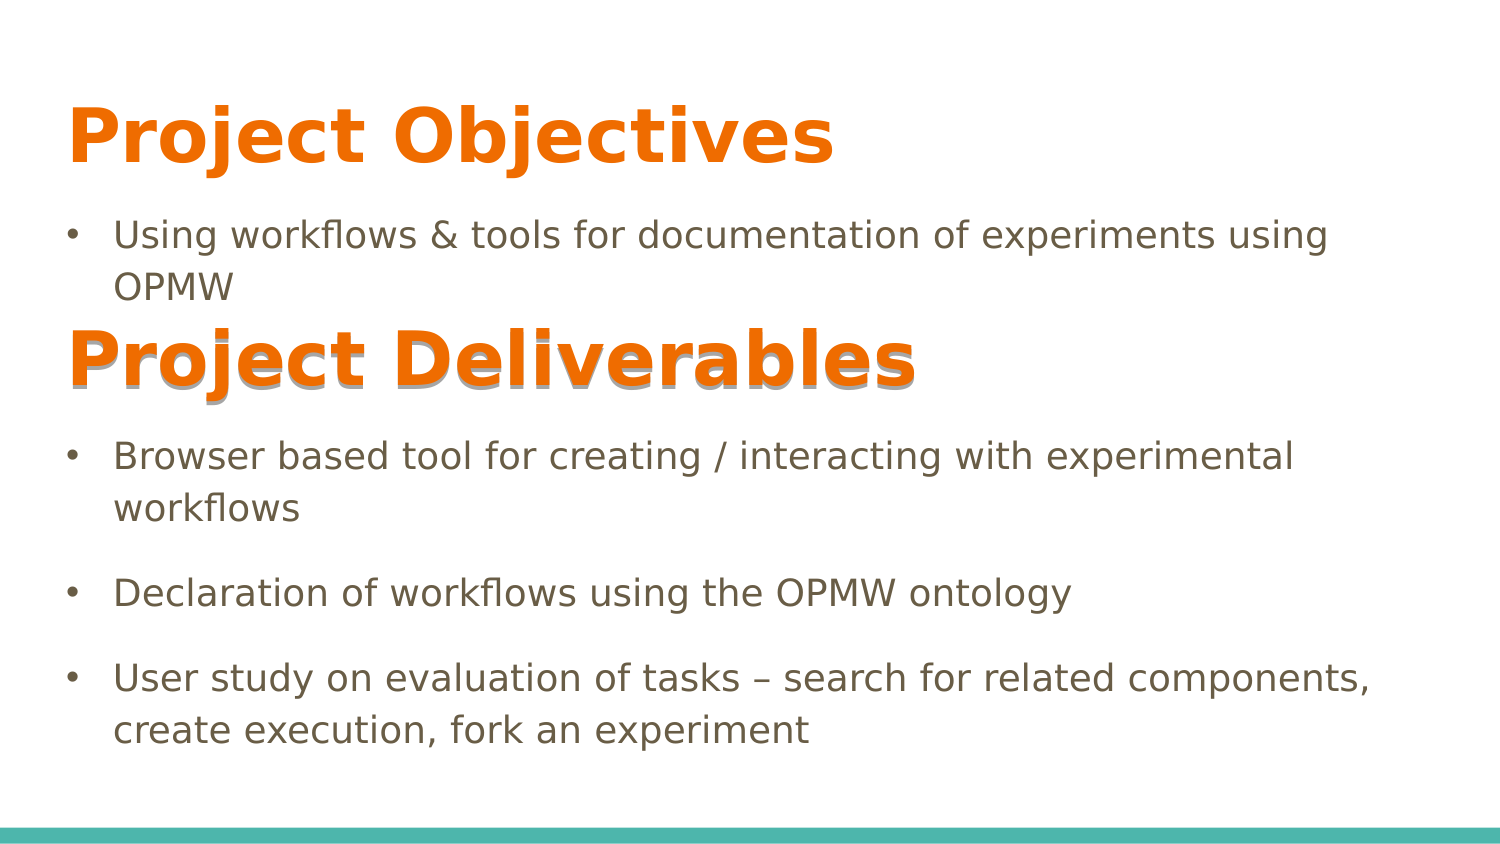 Project Objectives
• Using workflows & tools for documentation of experiments using
OPMW
Project Deliverables
• Browser based tool for creating / interacting with experimental
workflows
• Declaration of workflows using the OPMW ontology
• User study on evaluation of tasks – search for related components,
create execution, fork an experiment